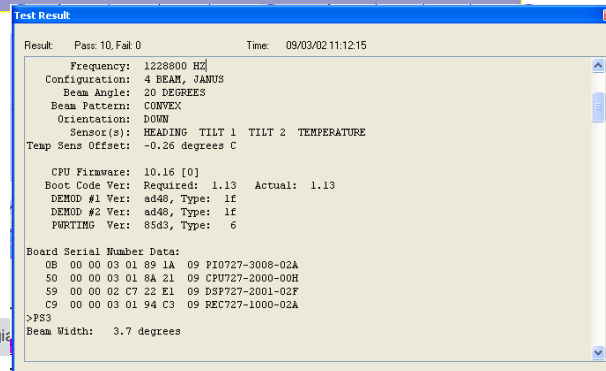 Test Result
Result: Pass: 10, Fail: 0 Time: 09/03/02 11:12:15
Frequency: 1228800 HZ
Configuration: 4 BEAM, JANUS
Beam Angle: 20 DEGREES
Beam Pattern: CONVEX
Orientation: DOWN
Sensor(s): HEADING TILT 1 TILT 2 TEMPERATURE
Temp Sens Offset: -0.26 degrees C
CPU Firmware: 10.16 [0]
Boot Code Ver: Required: 1.13 Actual: 1.13
DEMOD #1 Ver: ad48, Type: 1f
DEMOD #2 Ver: ad48, Type: 1f
PWRTIMG Ver: 85d3, Type: 6
Board Serial Number Data:
0B 00 00 03 01 89 1A 09 PIO727-3008-02A
50 00 00 03 01 8A 21 09 CPU727-2000-00H
59 00 00 02 C7 22 E1 09 DSP727-2001-02F
C9 00 00 03 01 94 C3 09 REC727-1000-02A
>PS3
Beam Width: 3.7 degrees